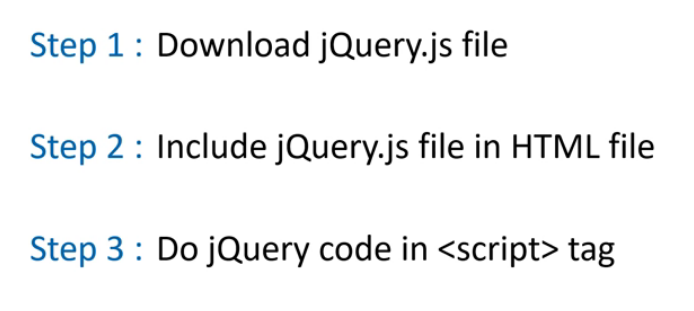 Step 1 : Download jQuery.js file
Step 2 : Include jQuery.js file in HTML file
Step 3 : Do jQuery code in <script> tag